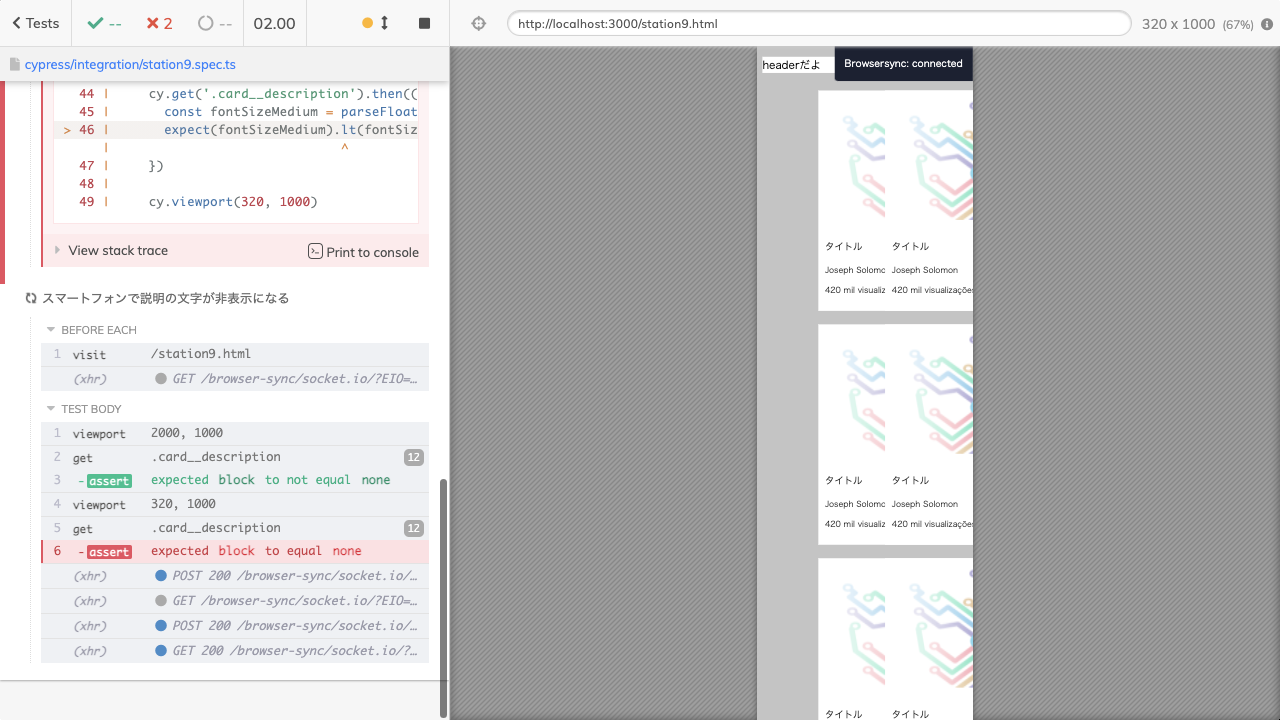 Tests
--
2
--
02.00
http://localhost:3000/station9.html
320 x 1000 (67%)
cypress/integration/station9.spec.ts
44 | cy.get('.card__description').then((
45 | const fontSizeMedium = parseFloat
> 46 | expect(fontSizeMedium).lt(fontSiz
| ^
47 | })
48 |
49 | cy.viewport(320, 1000)
View stack trace
Print to console
スマートフォンで説明の文字が非表示になる
BEFORE EACH
1 visit /station9.html
(xhr) GET /browser-sync/socket.io/?EIO=…
TEST BODY
1 viewport 2000, 1000
2 get .card__description 12
3 -assert expected block to not equal none
4 viewport 320, 1000
5 get .card__description 12
6 -assert expected block to equal none
(xhr) POST 200 /browser-sync/socket.io/…
(xhr) GET /browser-sync/socket.io/?EIO=…
(xhr) POST 200 /browser-sync/socket.io/…
(xhr) GET 200 /browser-sync/socket.io/?…
headerだよ
Browsersync: connected
タイトル タイトル
Joseph Solomo Joseph Solomon
420 mil visualiz 420 mil visualizações
タイトル タイトル
Joseph Solomo Joseph Solomon
420 mil visualiz 420 mil visualizações
タイトル タイトル